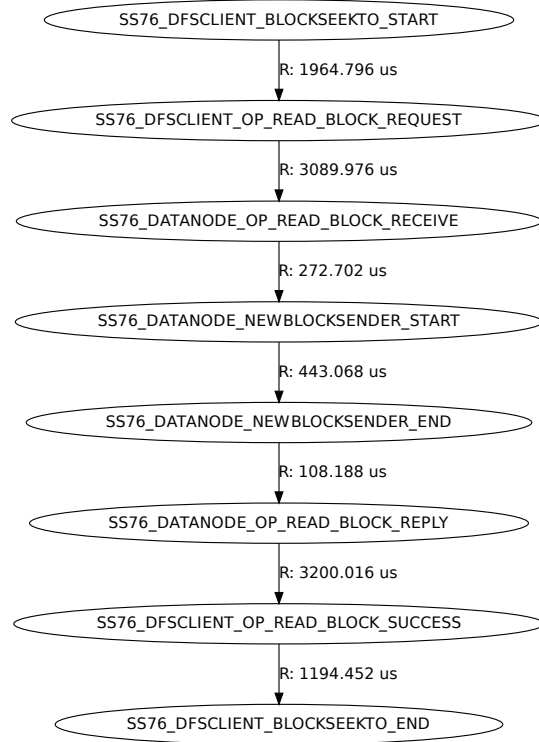 SS76_DFSCLIENT_BLOCKSEEKTO_START
R: 1964.796 us
SS76_DFSCLIENT_OP_READ_BLOCK_REQUEST
R: 3089.976 us
SS76_DATANODE_OP_READ_BLOCK_RECEIVE
R: 272.702 us
SS76_DATANODE_NEWBLOCKSENDER_START
R: 443.068 us
SS76_DATANODE_NEWBLOCKSENDER_END
R: 108.188 us
SS76_DATANODE_OP_READ_BLOCK_REPLY
R: 3200.016 us
SS76_DFSCLIENT_OP_READ_BLOCK_SUCCESS
R: 1194.452 us
SS76_DFSCLIENT_BLOCKSEEKTO_END